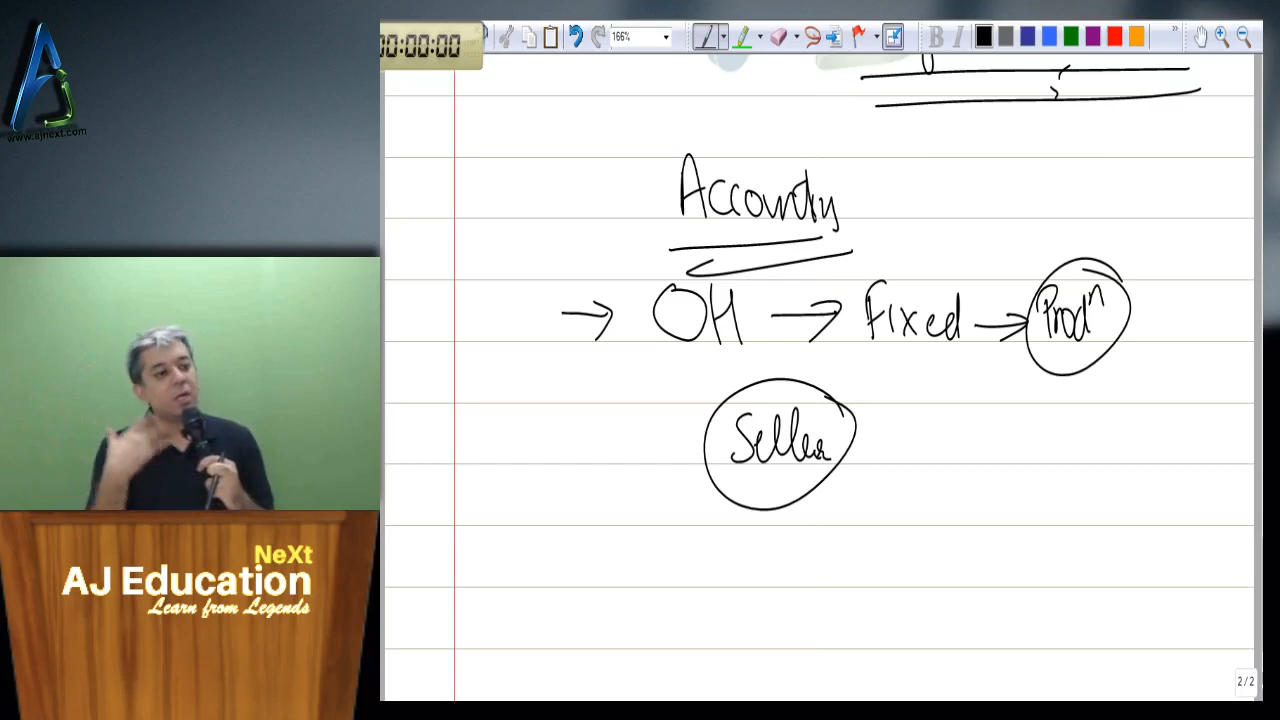 www.ajnext.com
00:00:00
166%
B I
Accounty
→ OH → Fixed → Prodⁿ
Seller
NeXt
AJ Education
Learn from Legends
2/2